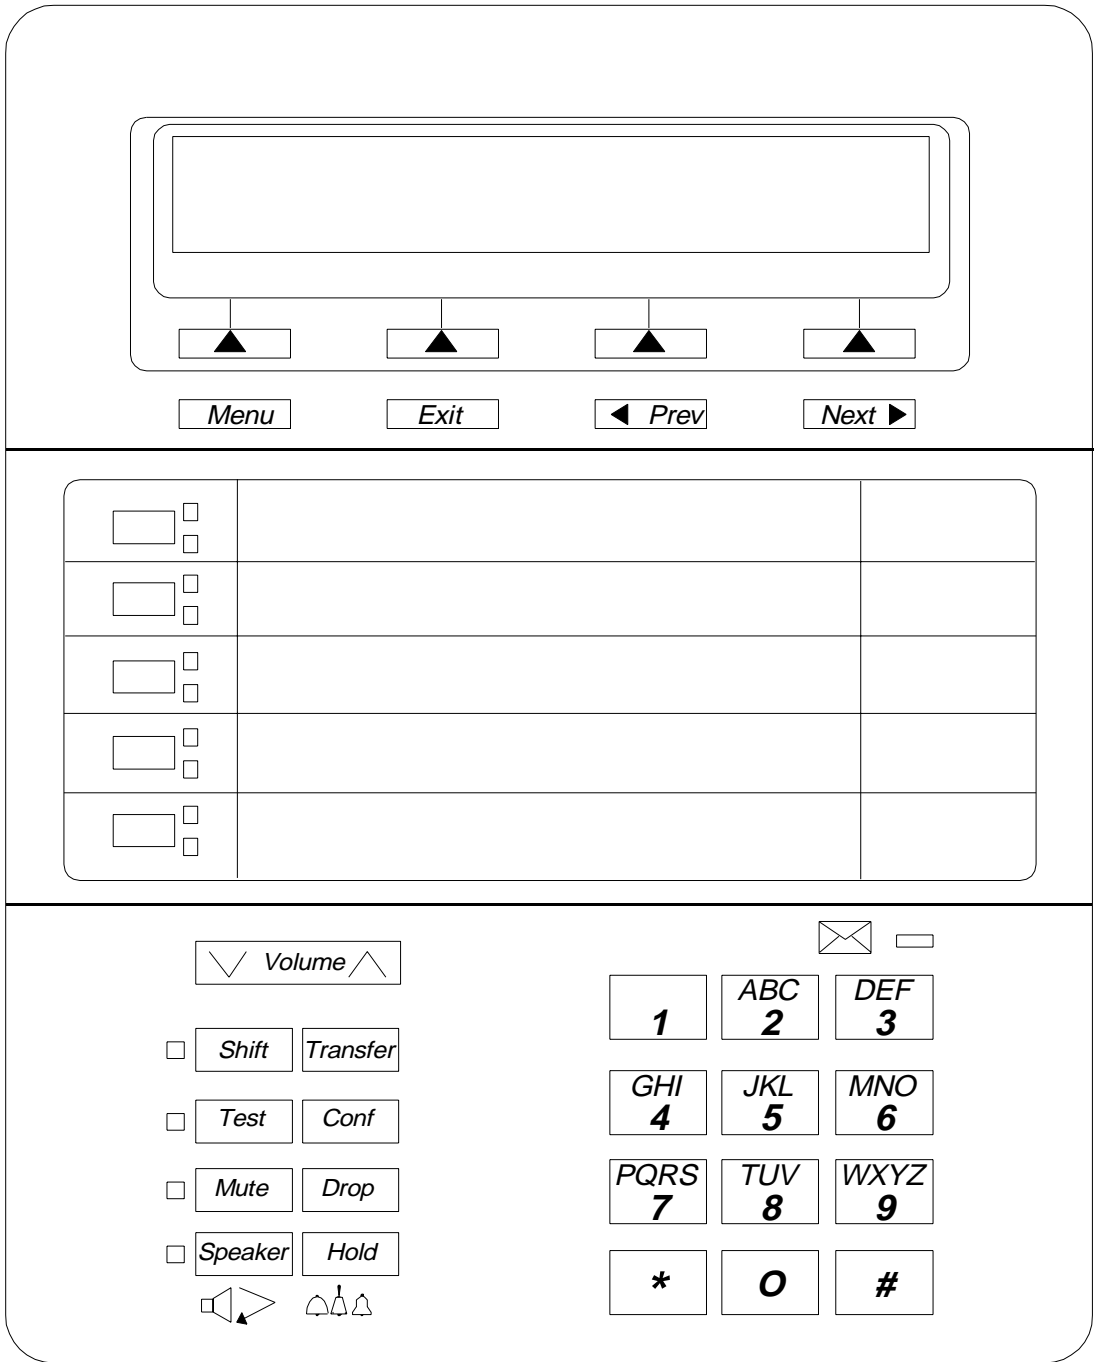 Menu Exit Prev Next
Volume
ABC DEF
1 2 3
Shift Transfer
GHI JKL MNO
4 5 6
Test Conf
PQRS TUV WXYZ
7 8 9
Mute Drop
Speaker Hold
* O #